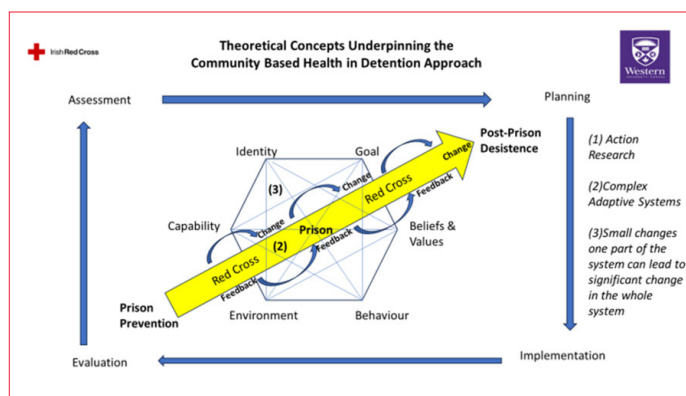 Irish Red Cross
Theoretical Concepts Underpinning the
Community Based Health in Detention Approach
Western
Assessment
Planning
Post-Prison
Desistence
(1) Action
Research
(2)Complex
Adaptive Systems
(3)Small changes
one part of the
system can lead to
significant change
in the whole
system
Identity
Goal
(3)
Change
Change
Change
Red Cross
Feedback
Capability
Prison
Beliefs &
Values
(2)
Feedback
Red Cross
Feedback
Prison
Prevention
Environment
Behaviour
Evaluation
Implementation